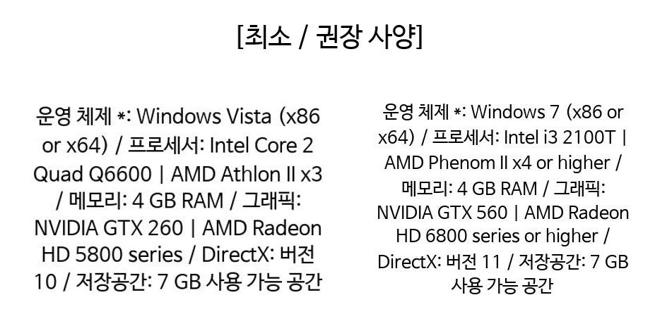 [최소 / 권장 사양]
운영 체제 *: Windows Vista (x86
or x64) / 프로세서: Intel Core 2
Quad Q6600 | AMD Athlon II x3
/ 메모리: 4 GB RAM / 그래픽:
NVIDIA GTX 260 | AMD Radeon
HD 5800 series / DirectX: 버전
10 / 저장공간: 7 GB 사용 가능 공간
운영 체제 *: Windows 7 (x86 or
x64) / 프로세서: Intel i3 2100T |
AMD Phenom II x4 or higher /
메모리: 4 GB RAM / 그래픽:
NVIDIA GTX 560 | AMD Radeon
HD 6800 series or higher /
DirectX: 버전 11 / 저장공간: 7 GB
사용 가능 공간